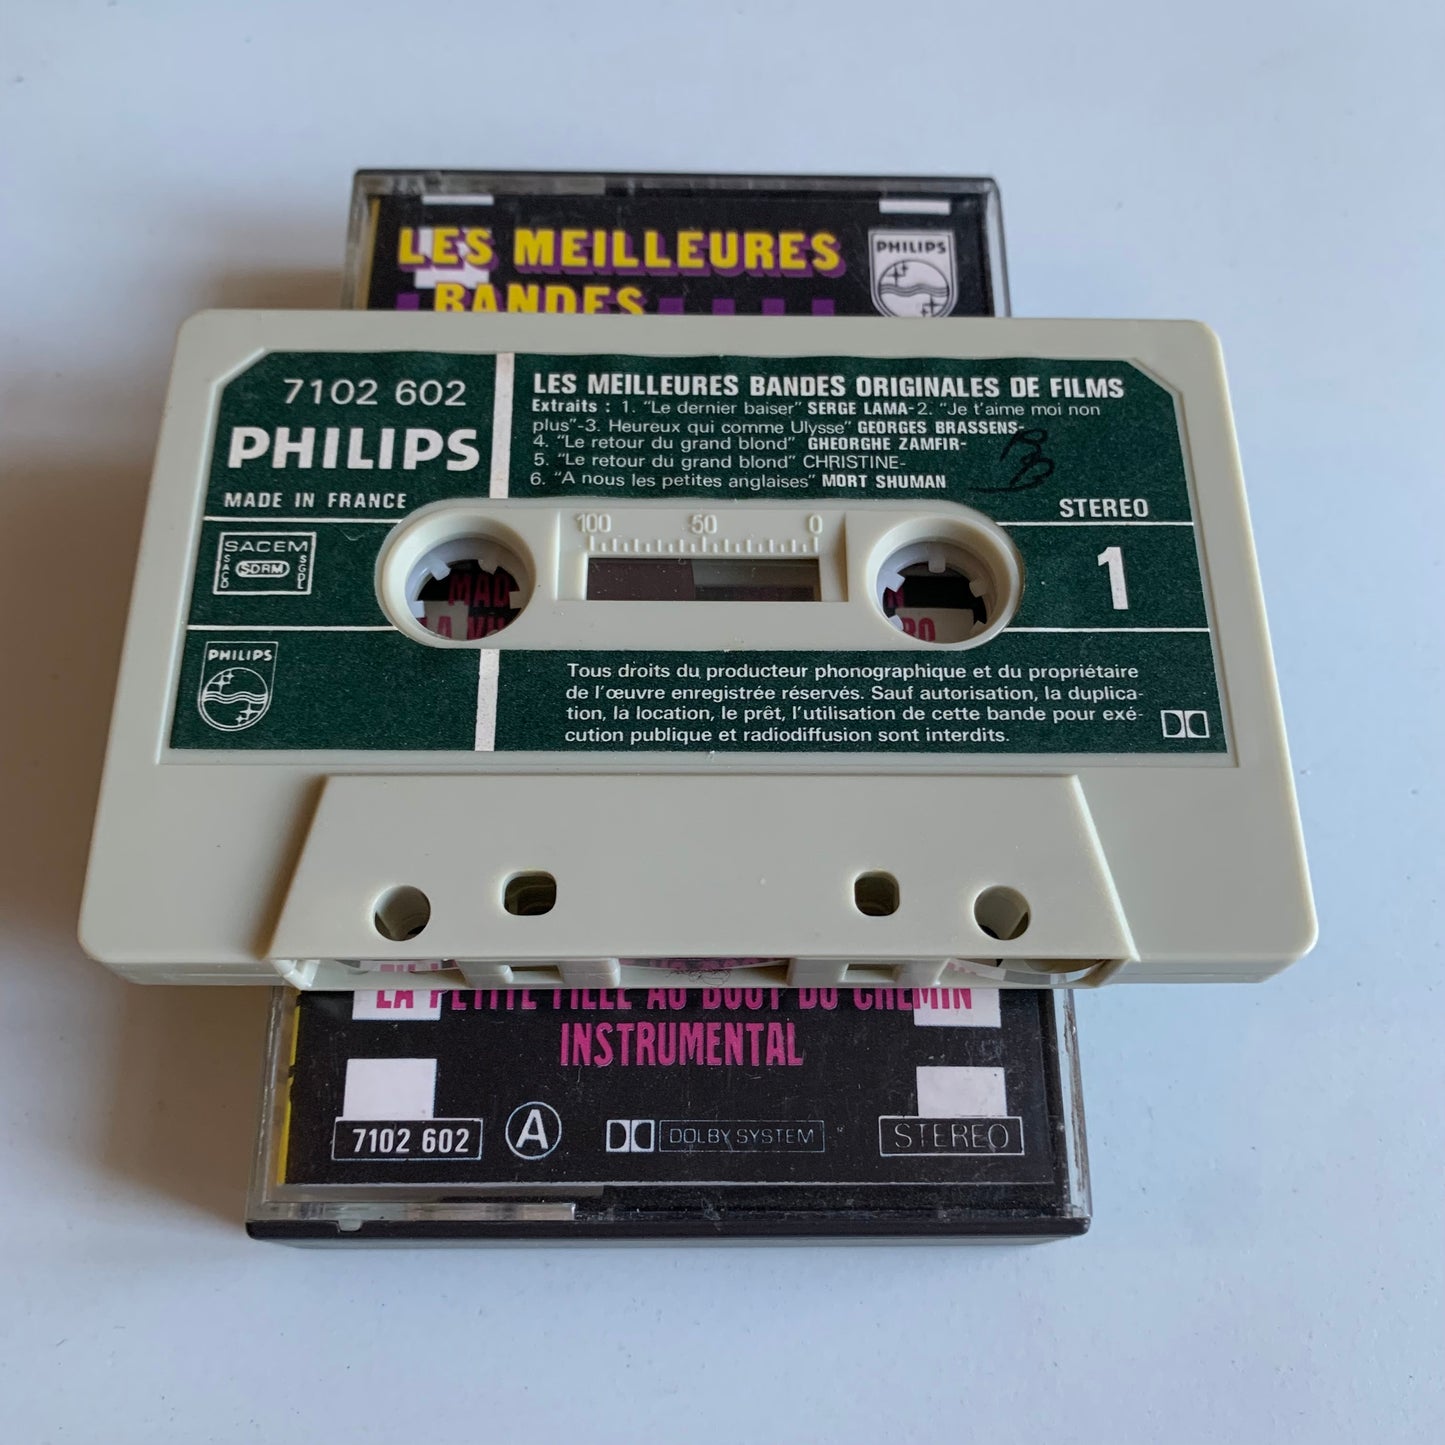 LES MEILLEURES
BANDES
PHILIPS
7102 602
PHILIPS
MADE IN FRANCE
LES MEILLEURES BANDES ORIGINALES DE FILMS
Extraits : 1. "Le dernier baiser" SERGE LAMA-2. "Je t'aime moi non
plus"-3. Heureux qui comme Ulysse" GEORGES BRASSENS-
4. "Le retour du grand blond" GHEORGHE ZAMFIR-
5. "Le retour du grand blond" CHRISTINE-
6. "A nous les petites anglaises" MORT SHUMAN
STEREO
1
SACEM
SACD
SDRM
SGDL
100 50 0
MAD
PHILIPS
Tous droits du producteur phonographique et du propriétaire
de l'œuvre enregistrée réservés. Sauf autorisation, la duplica-
tion, la location, le prêt, l'utilisation de cette bande pour exé-
cution publique et radiodiffusion sont interdits.
LA PETITE FILLE AU BOUT DU CHEMIN
INSTRUMENTAL
7102 602
A
DOLBY SYSTEM
STEREO